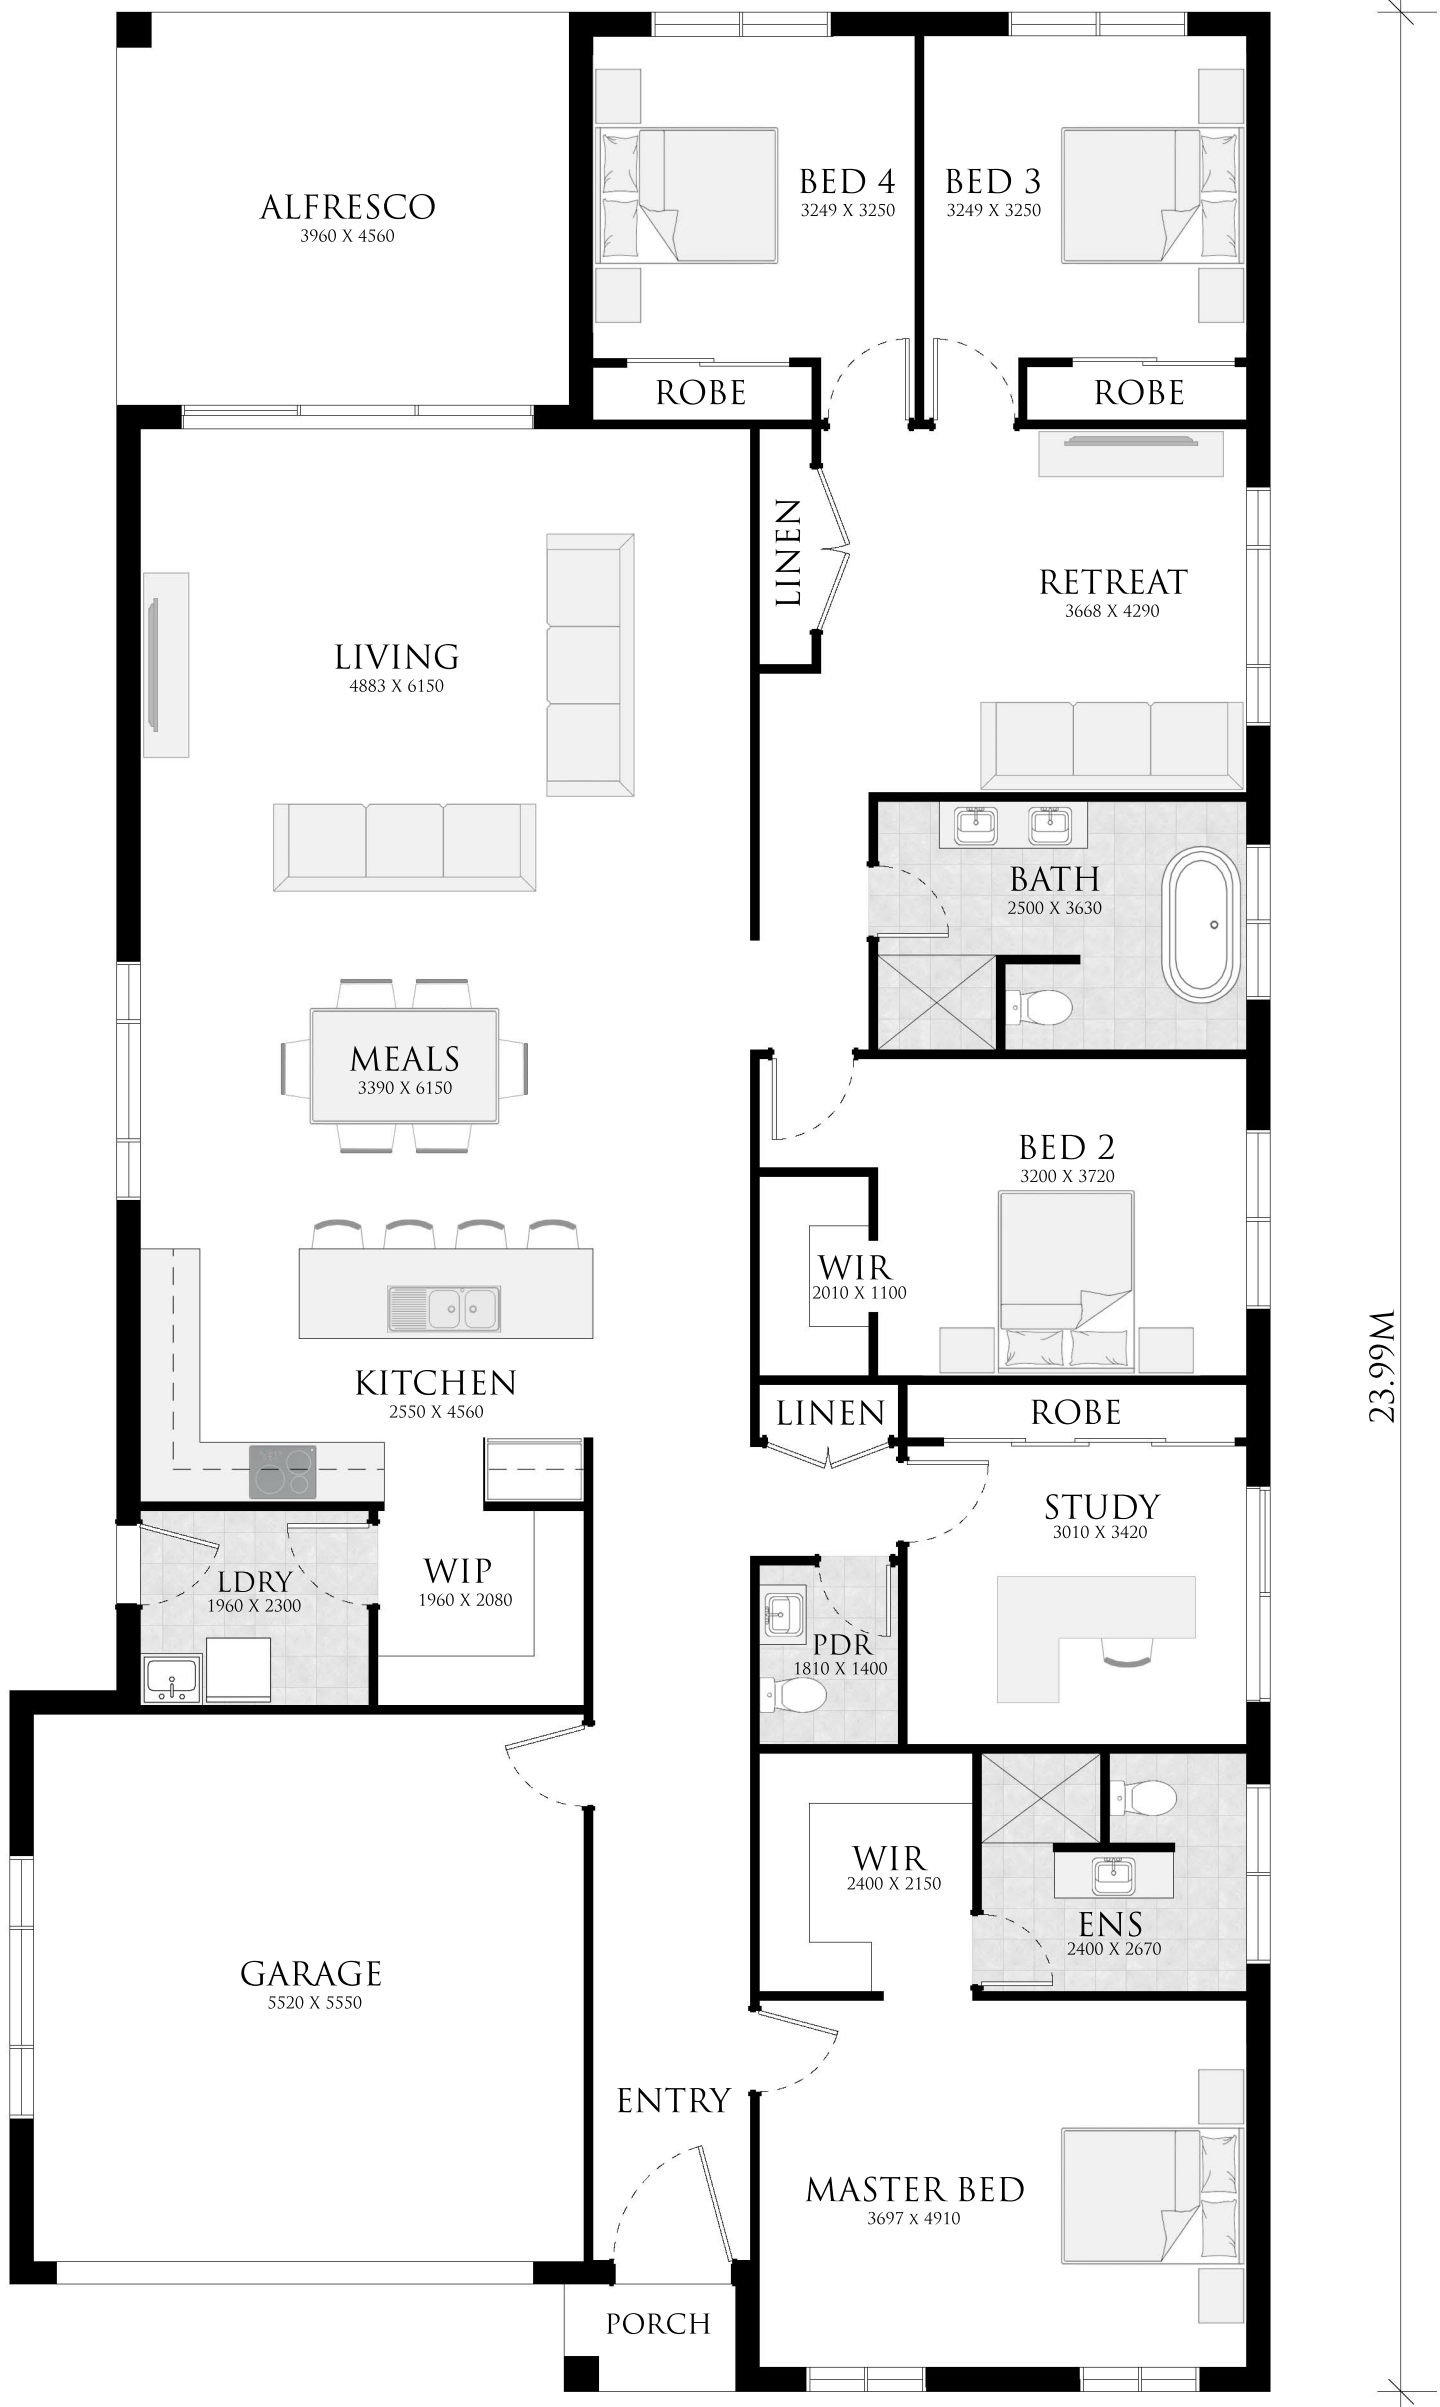 BED 4
3249 X 3250
BED 3
3249 X 3250
ALFRESCO
3960 X 4560
ROBE
ROBE
LINEN
RETREAT
3668 X 4290
LIVING
4883 X 6150
BATH
2500 X 3630
MEALS
3390 X 6150
BED 2
3200 X 3720
WIR
2010 X 1100
23.99M
KITCHEN
2550 X 4560
LINEN
ROBE
STUDY
3010 X 3420
WIP
1960 X 2080
LDRY
1960 X 2300
PDR
1810 X 1400
WIR
2400 X 2150
ENS
2400 X 2670
GARAGE
5520 X 5550
ENTRY
MASTER BED
3697 X 4910
PORCH